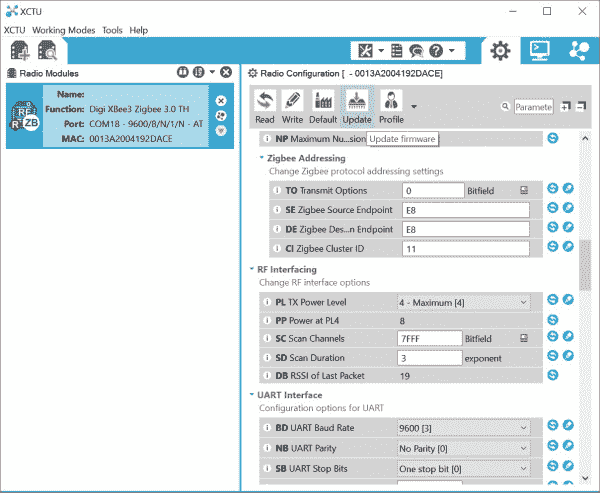 XCTU
XCTU Working Modes Tools Help
Radio Modules
Name:
Function: Digi XBee3 Zigbee 3.0 TH
Port: COM18 - 9600/8/N/1/N - AT
MAC: 0013A2004192DACE
RF
ZB
Radio Configuration [ - 0013A2004192DACE]
Read Write Default Update Profile
Paramete
Update firmware
NP Maximum Nu...sion
Zigbee Addressing
Change Zigbee protocol addressing settings
TO Transmit Options 0 Bitfield
SE Zigbee Source Endpoint E8
DE Zigbee Des...n Endpoint E8
CI Zigbee Cluster ID 11
RF Interfacing
Change RF interface options
PL TX Power Level 4 - Maximum [4]
PP Power at PL4 8
SC Scan Channels 7FFF Bitfield
SD Scan Duration 3 exponent
DB RSSI of Last Packet 19
UART Interface
Configuration options for UART
BD UART Baud Rate 9600 [3]
NB UART Parity No Parity [0]
SB UART Stop Bits One stop bit [0]